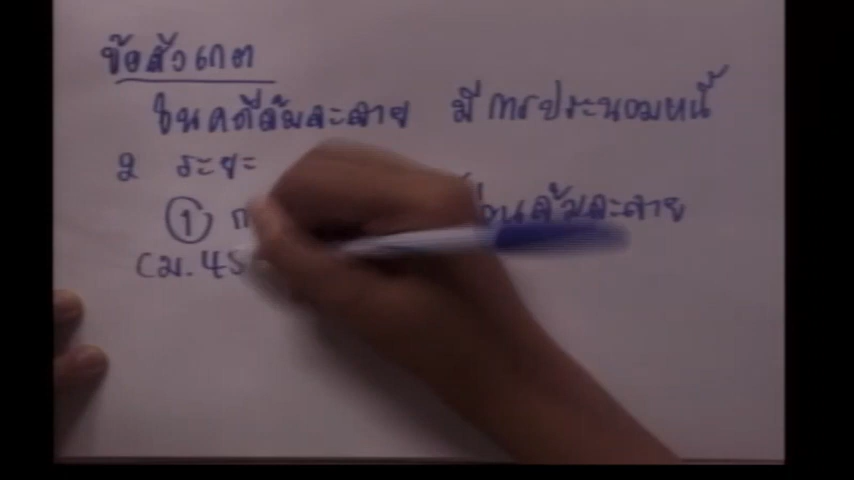 ข้อสังเกต
ในคดีล้มละลาย มีการประนอมหนี้
2 ระยะ
① ล้มละลาย
(ม.45